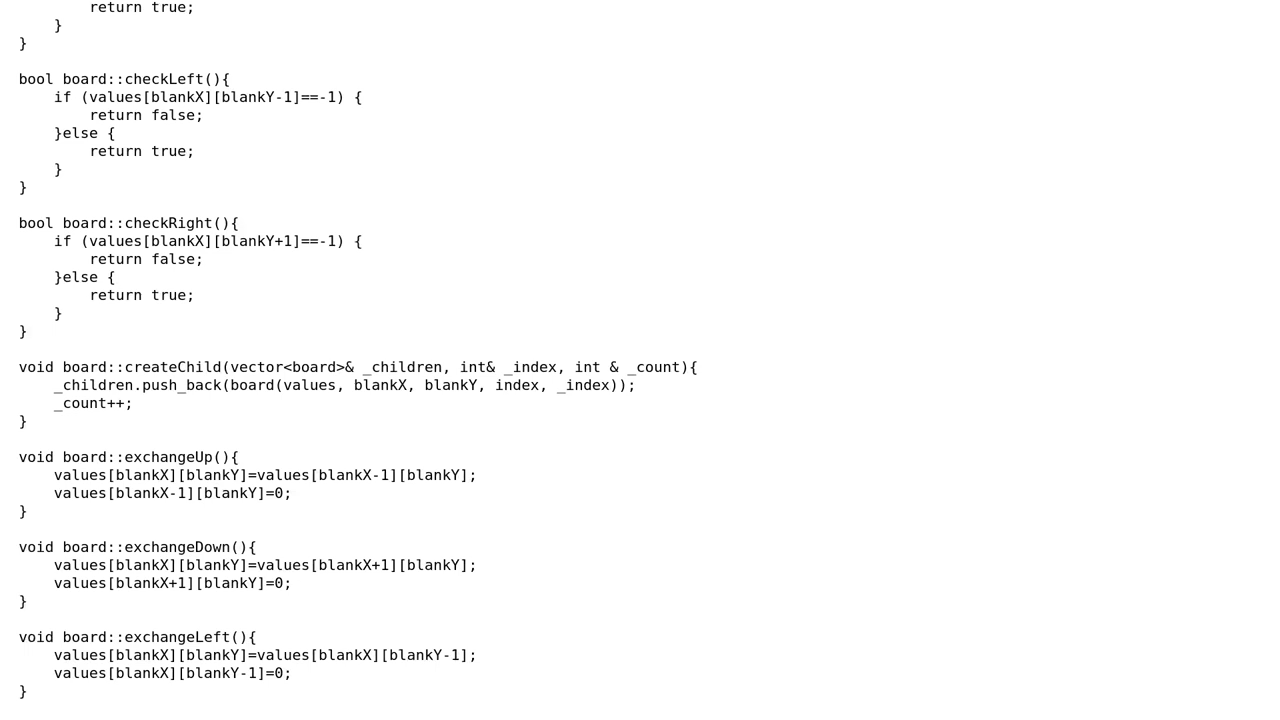 return true;
    }
}

bool board::checkLeft(){
    if (values[blankX][blankY-1]==-1) {
        return false;
    }else {
        return true;
    }
}

bool board::checkRight(){
    if (values[blankX][blankY+1]==-1) {
        return false;
    }else {
        return true;
    }
}

void board::createChild(vector<board>& _children, int& _index, int & _count){
    _children.push_back(board(values, blankX, blankY, index, _index));
    _count++;
}

void board::exchangeUp(){
    values[blankX][blankY]=values[blankX-1][blankY];
    values[blankX-1][blankY]=0;
}

void board::exchangeDown(){
    values[blankX][blankY]=values[blankX+1][blankY];
    values[blankX+1][blankY]=0;
}

void board::exchangeLeft(){
    values[blankX][blankY]=values[blankX][blankY-1];
    values[blankX][blankY-1]=0;
}